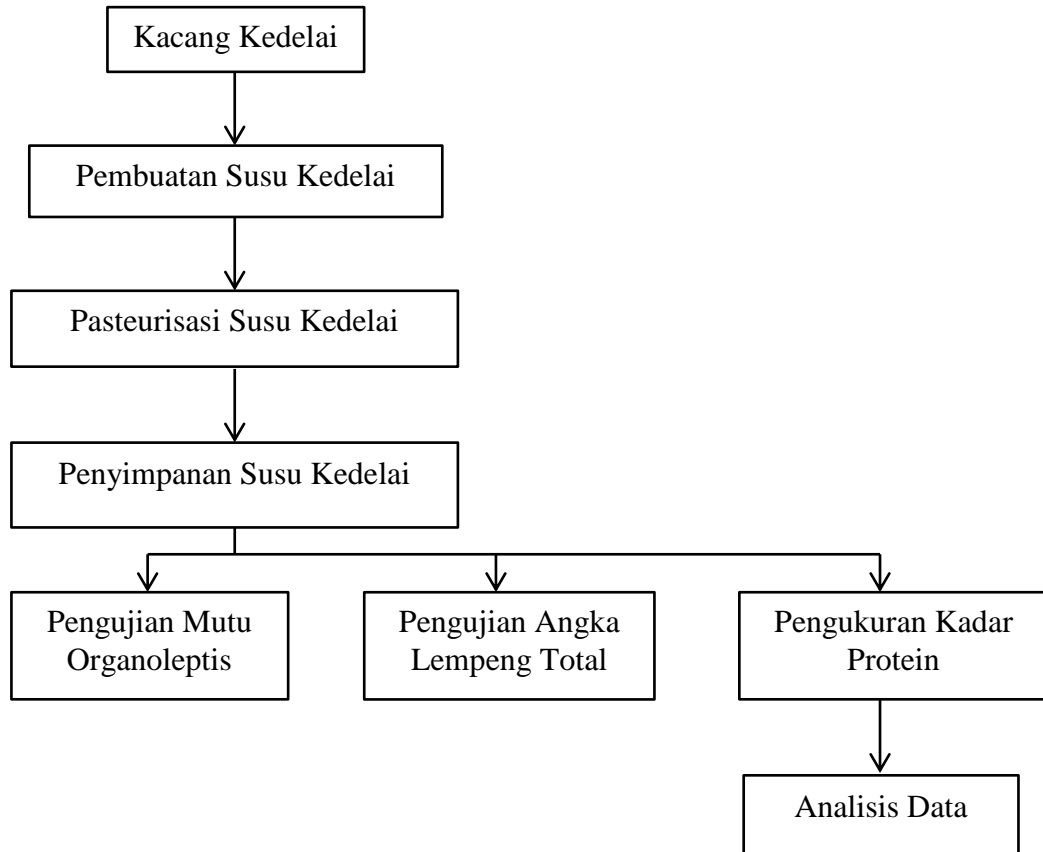 Kacang Kedelai
Pembuatan Susu Kedelai
Pasteurisasi Susu Kedelai
Penyimpanan Susu Kedelai
Pengujian Mutu
Organoleptis
Pengujian Angka
Lempeng Total
Pengukuran Kadar
Protein
Analisis Data